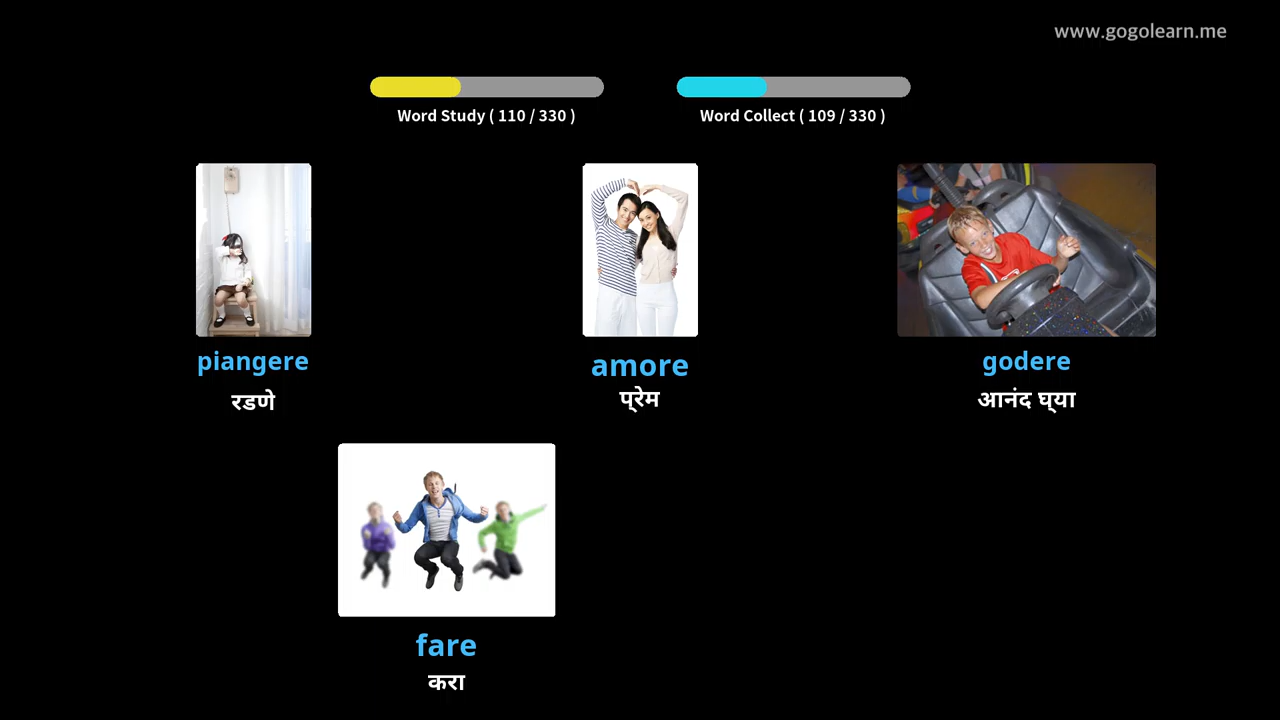 www.gogolearn.me
Word Study ( 110 / 330 )
Word Collect ( 109 / 330 )
piangere
amore
godere
रडणे
प्रेम
आनंद घ्या
fare
करा